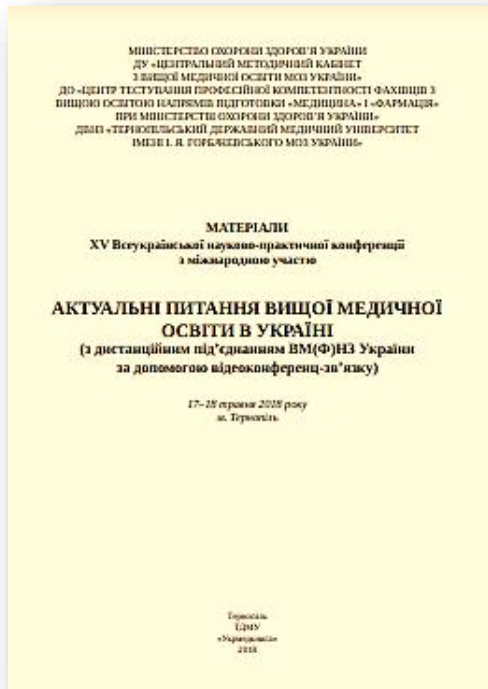 МІНІСТЕРСТВО ОХОРОНИ ЗДОРОВ’Я УКРАЇНИ
ДУ «ЦЕНТРАЛЬНИЙ МЕТОДИЧНИЙ КАБІНЕТ
З ВИЩОЇ МЕДИЧНОЇ ОСВІТИ МОЗ УКРАЇНИ»
ДО «ЦЕНТР ТЕСТУВАННЯ ПРОФЕСІЙНОЇ КОМПЕТЕНТНОСТІ ФАХІВЦІВ З
ВИЩОЮ ОСВІТОЮ НАПРЯМІВ ПІДГОТОВКИ «МЕДИЦИНА» І «ФАРМАЦІЯ»
ПРИ МІНІСТЕРСТВІ ОХОРОНИ ЗДОРОВ’Я УКРАЇНИ»
ДВНЗ «ТЕРНОПІЛЬСЬКИЙ ДЕРЖАВНИЙ МЕДИЧНИЙ УНІВЕРСИТЕТ
ІМЕНІ І. Я. ГОРБАЧЕВСЬКОГО МОЗ УКРАЇНИ»
МАТЕРІАЛИ
XV Всеукраїнської науково-практичної конференції
з міжнародною участю
АКТУАЛЬНІ ПИТАННЯ ВИЩОЇ МЕДИЧНОЇ
ОСВІТИ В УКРАЇНІ
(з дистанційним під’єднанням ВМ(Ф)НЗ України
за допомогою відеоконференц-зв’язку)
17–18 травня 2018 року
м. Тернопіль
Тернопіль
ТДМУ
«Укрмедкнига»
2018